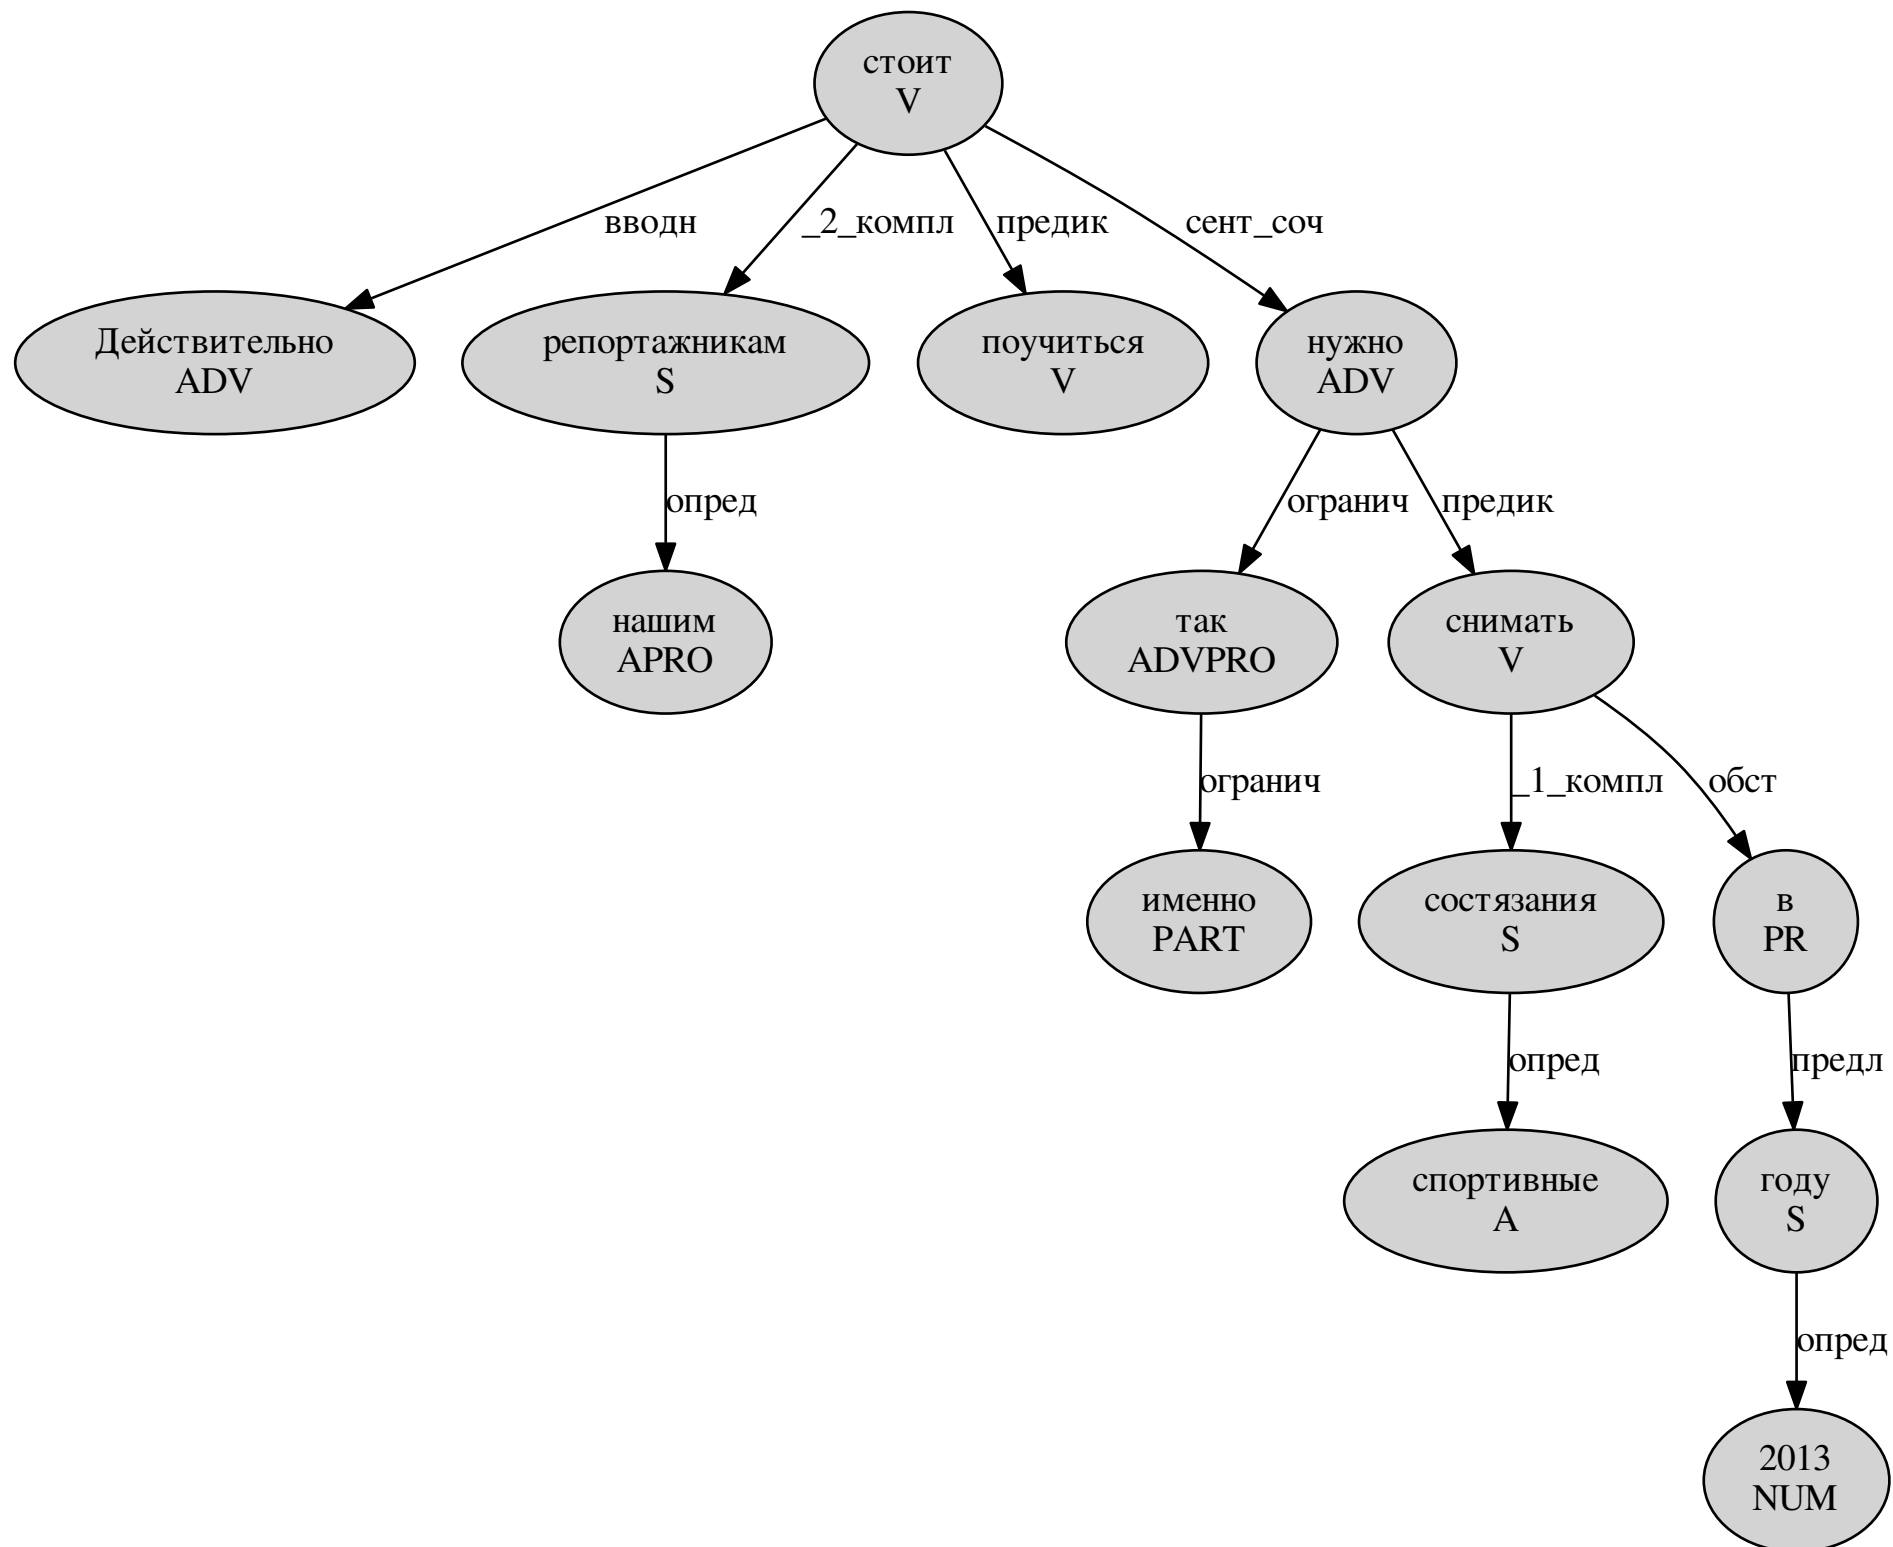 стоит
V
вводн
_2_компл
предик
сент_соч
Действительно
ADV
репортажникам
S
поучиться
V
нужно
ADV
опред
огранич
предик
нашим
APRO
так
ADVPRO
снимать
V
огранич
_1_компл
обст
именно
PART
состязания
S
в
PR
опред
предл
спортивные
A
году
S
опред
2013
NUM